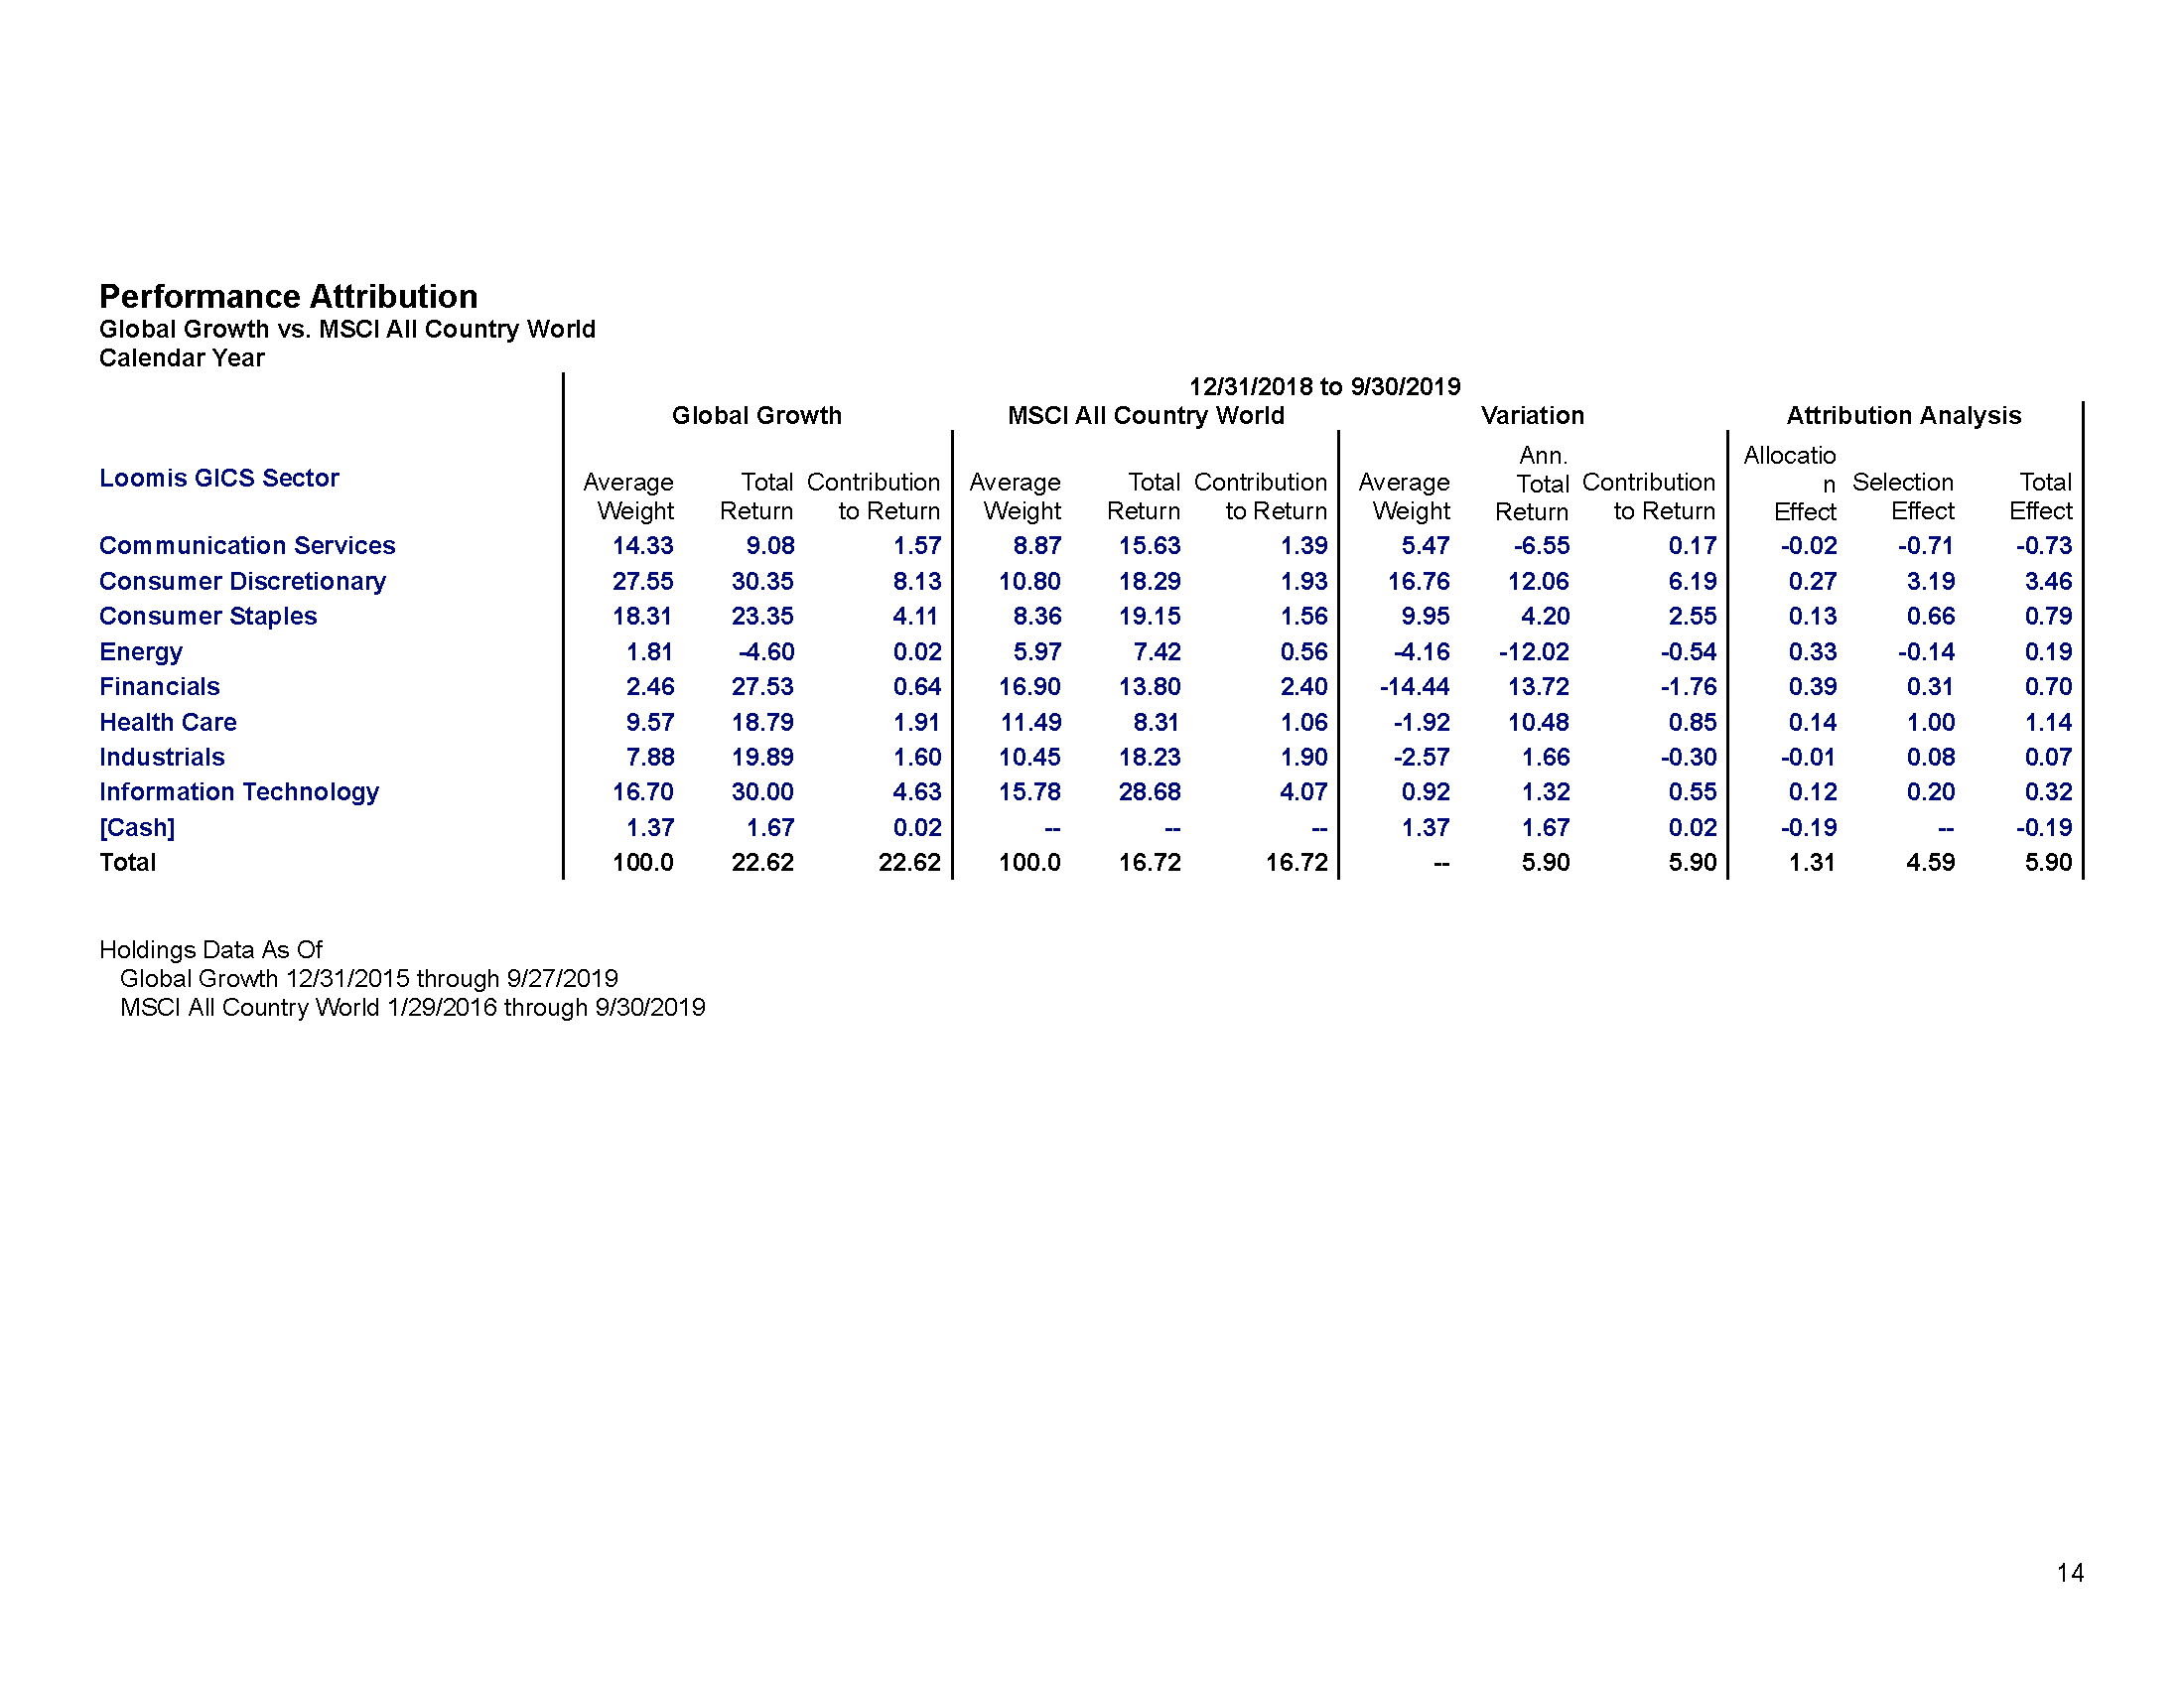 Performance Attribution
Global Growth vs. MSCI All Country World
Calendar Year
12/31/2018 to 9/30/2019
Global Growth MSCI All Country World Variation Attribution Analysis
Loomis GICS Sector Average Weight Total Return Contribution to Return Average Weight Total Return Contribution to Return Average Weight Ann. Total Return Contribution to Return Allocatio n Effect Selection Effect Total Effect
Communication Services 14.33 9.08 1.57 8.87 15.63 1.39 5.47 -6.55 0.17 -0.02 -0.71 -0.73
Consumer Discretionary 27.55 30.35 8.13 10.80 18.29 1.93 16.76 12.06 6.19 0.27 3.19 3.46
Consumer Staples 18.31 23.35 4.11 8.36 19.15 1.56 9.95 4.20 2.55 0.13 0.66 0.79
Energy 1.81 -4.60 0.02 5.97 7.42 0.56 -4.16 -12.02 -0.54 0.33 -0.14 0.19
Financials 2.46 27.53 0.64 16.90 13.80 2.40 -14.44 13.72 -1.76 0.39 0.31 0.70
Health Care 9.57 18.79 1.91 11.49 8.31 1.06 -1.92 10.48 0.85 0.14 1.00 1.14
Industrials 7.88 19.89 1.60 10.45 18.23 1.90 -2.57 1.66 -0.30 -0.01 0.08 0.07
Information Technology 16.70 30.00 4.63 15.78 28.68 4.07 0.92 1.32 0.55 0.12 0.20 0.32
[Cash] 1.37 1.67 0.02 -- -- -- 1.37 1.67 0.02 -0.19 -- -0.19
Total 100.0 22.62 22.62 100.0 16.72 16.72 -- 5.90 5.90 1.31 4.59 5.90
Holdings Data As Of
Global Growth 12/31/2015 through 9/27/2019
MSCI All Country World 1/29/2016 through 9/30/2019
14